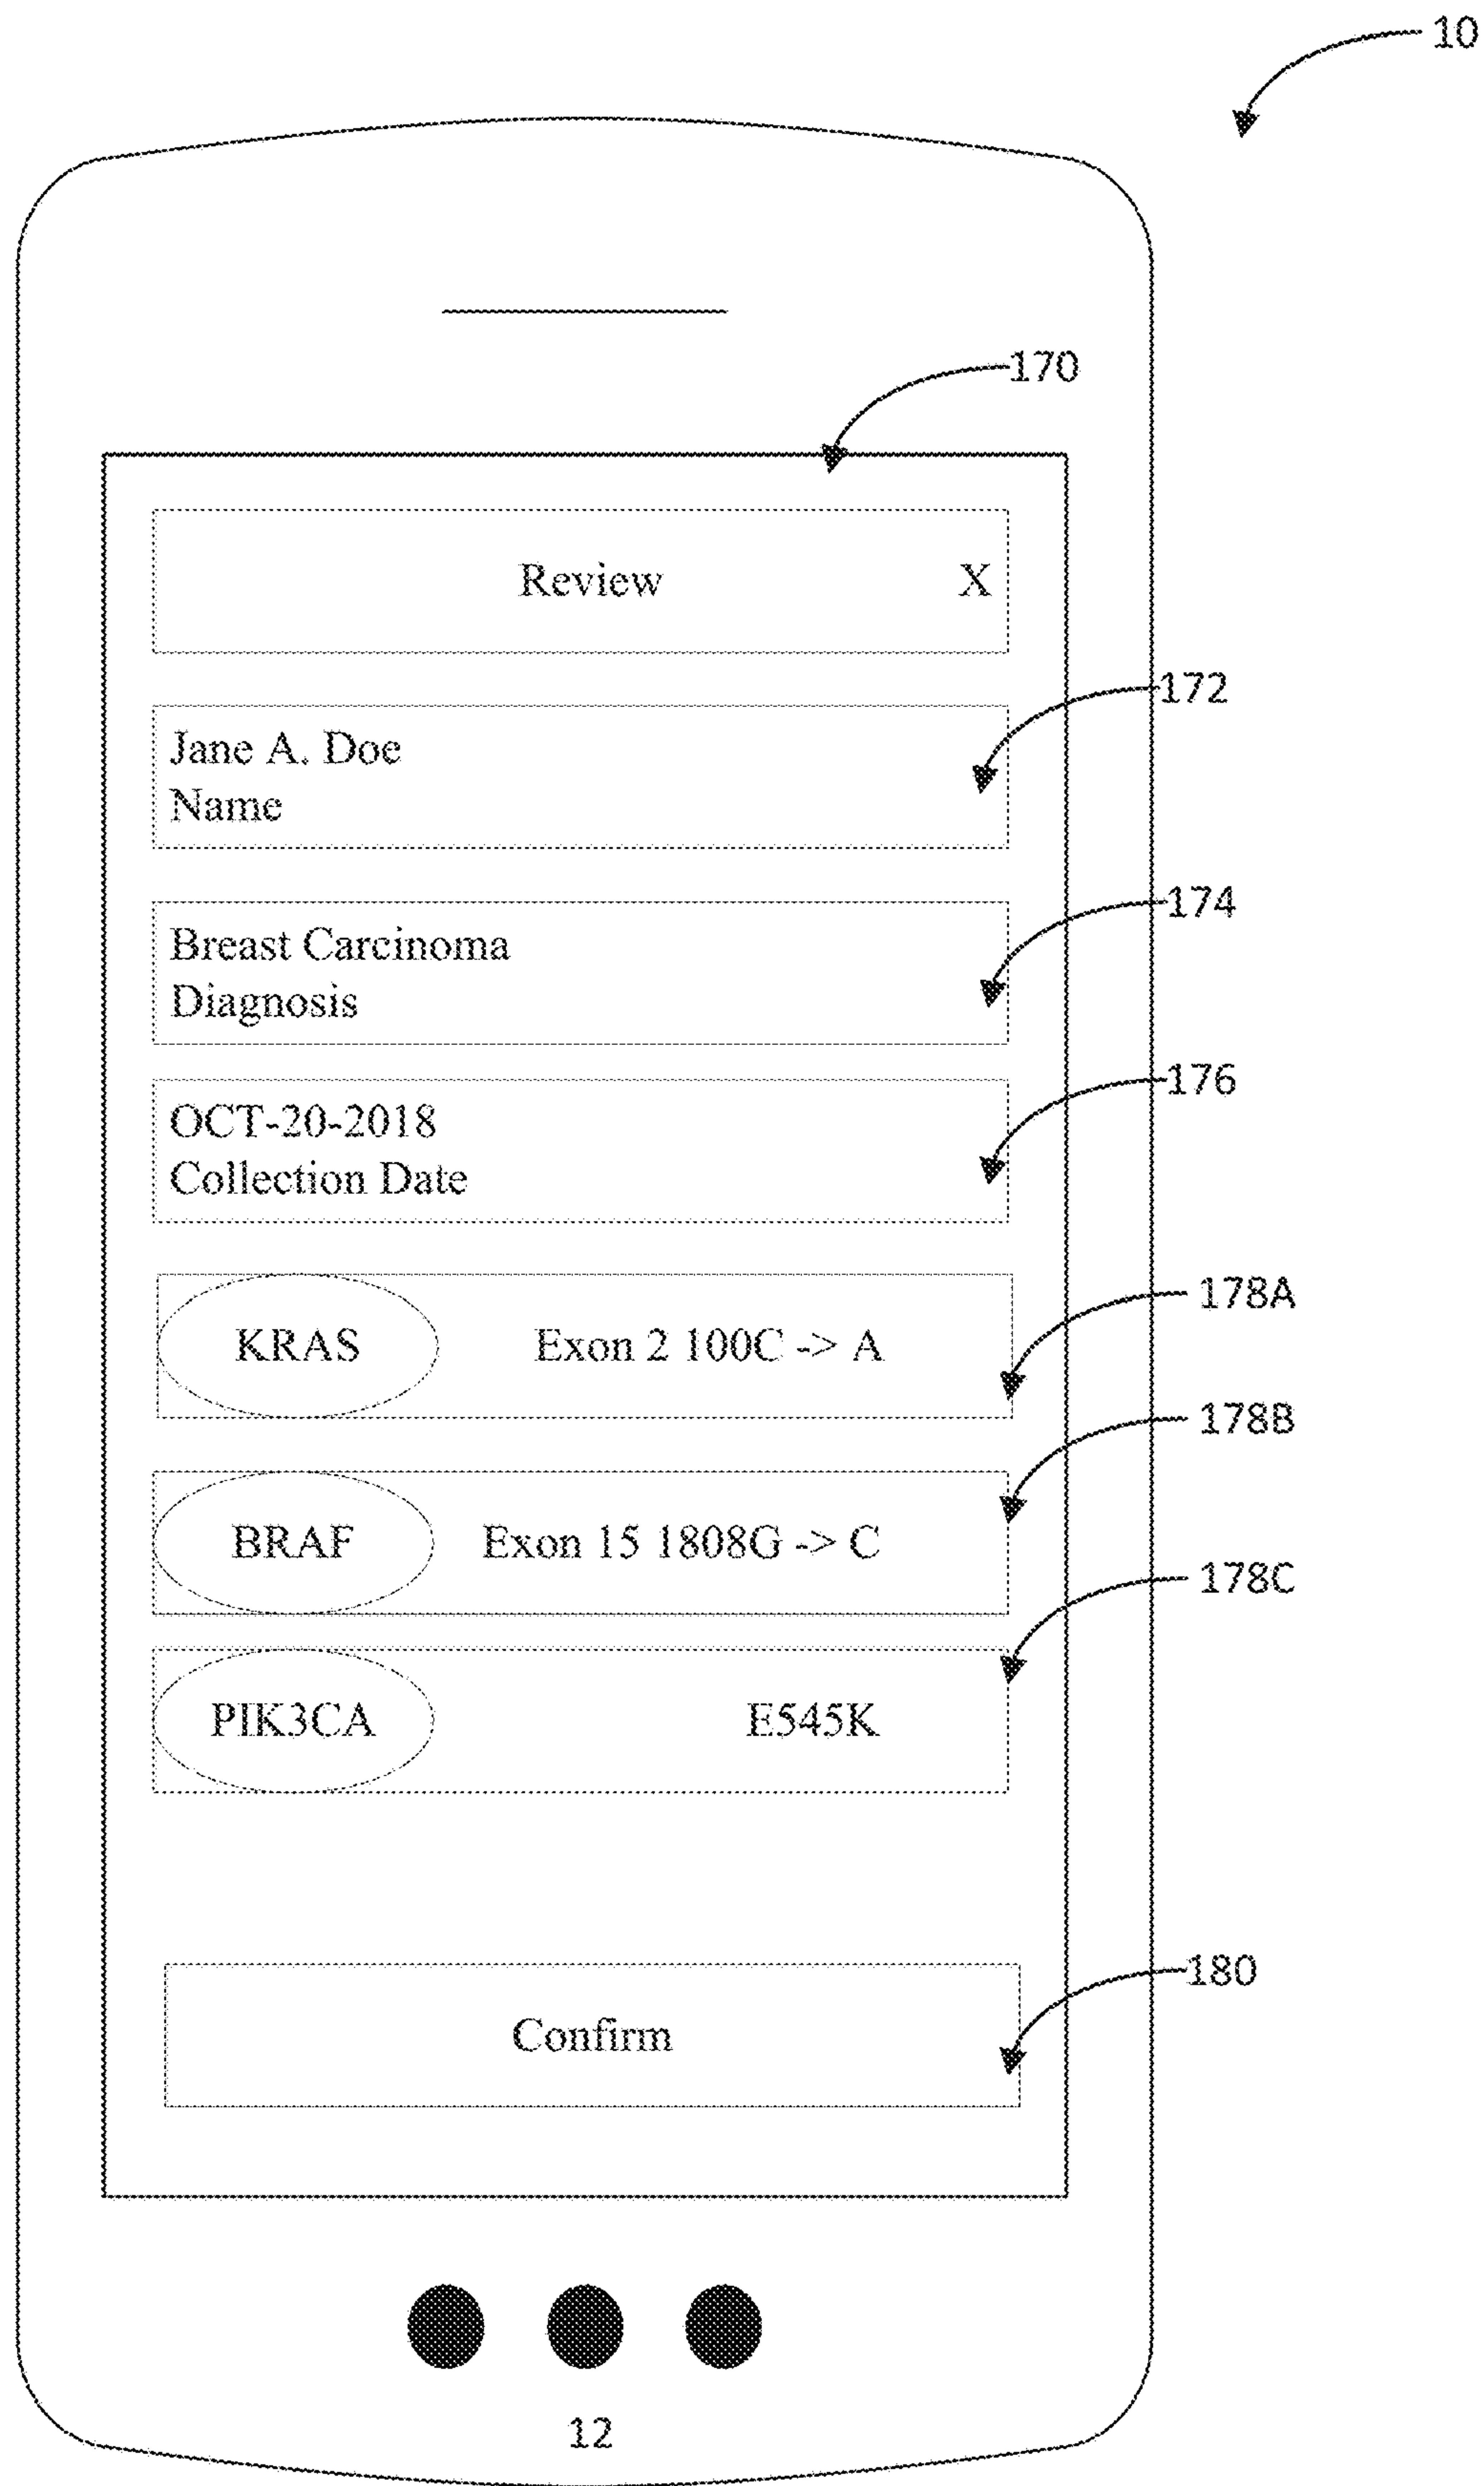 10
170
Review X
172
Jane A. Doe
Name
174
Breast Carcinoma
Diagnosis
176
OCT-20-2018
Collection Date
178A
KRAS Exon 2 100C -> A
178B
BRAF Exon 15 1808G -> C
178C
PIK3CA E545K
180
Confirm
12